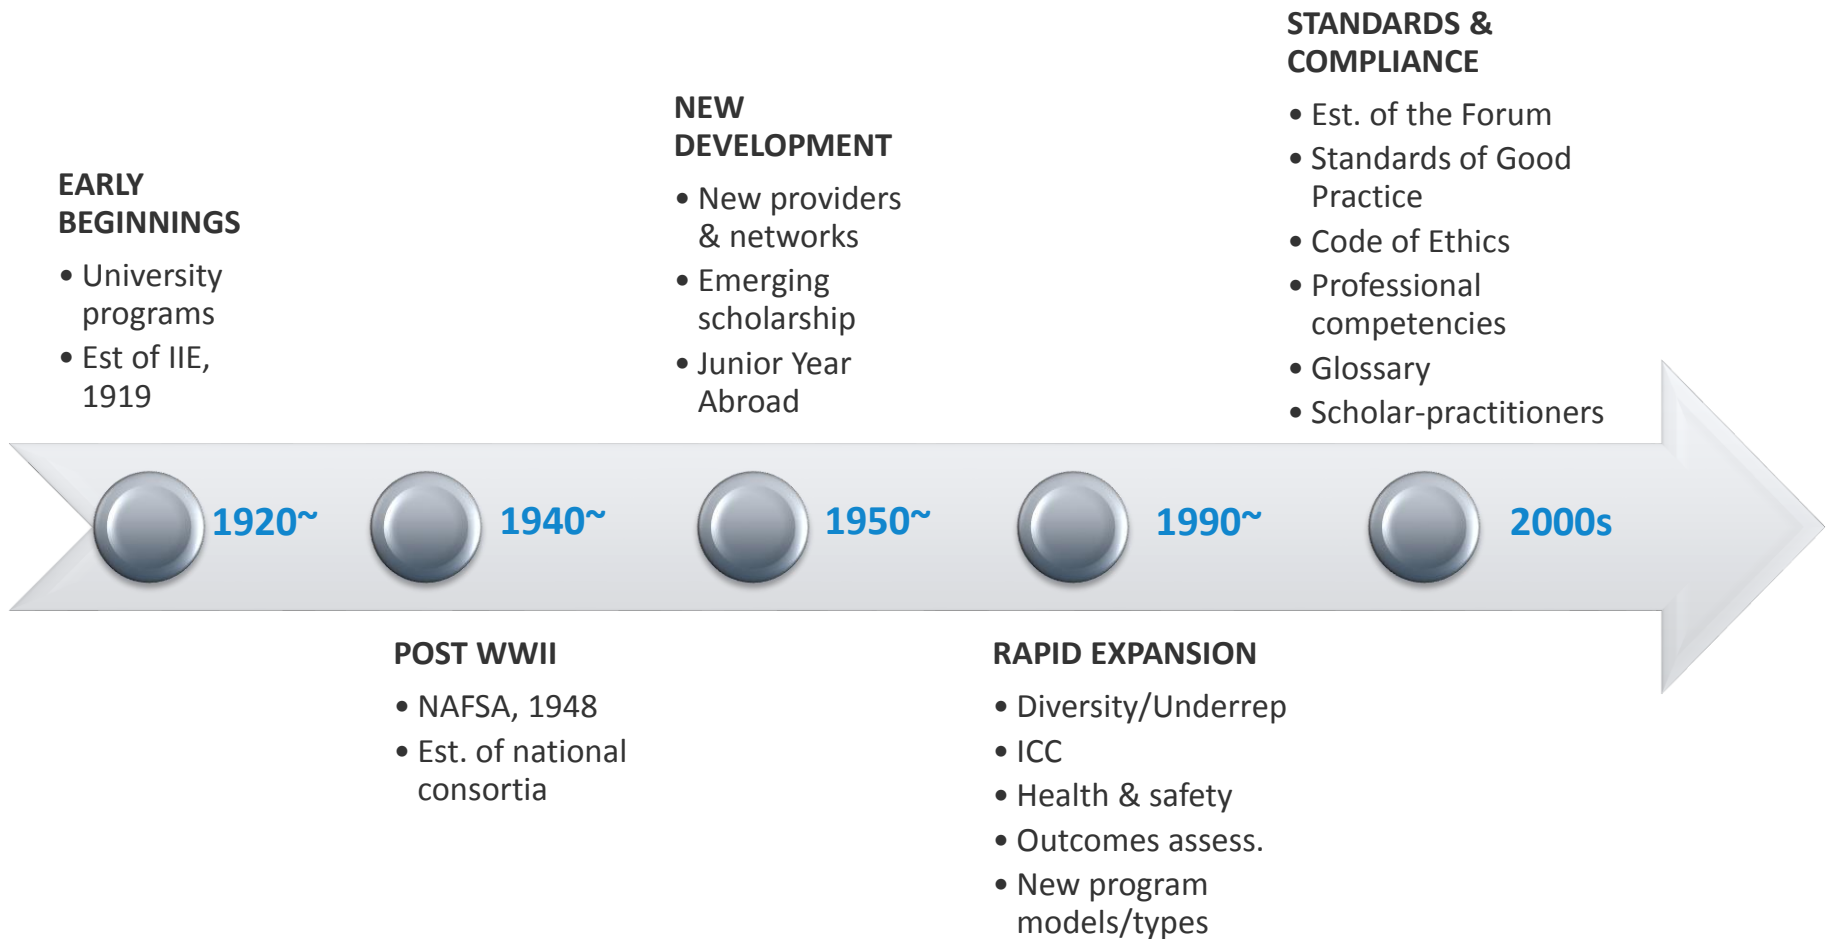 EARLY
BEGINNINGS
• University
programs
• Est of IIE,
1919
NEW
DEVELOPMENT
• New providers
& networks
• Emerging
scholarship
• Junior Year
Abroad
STANDARDS &
COMPLIANCE
• Est. of the Forum
• Standards of Good
Practice
• Code of Ethics
• Professional
competencies
• Glossary
• Scholar-practitioners
1920~
1940~
1950~
1990~
2000s
POST WWII
• NAFSA, 1948
• Est. of national
consortia
RAPID EXPANSION
• Diversity/Underrep
• ICC
• Health & safety
• Outcomes assess.
• New program
models/types